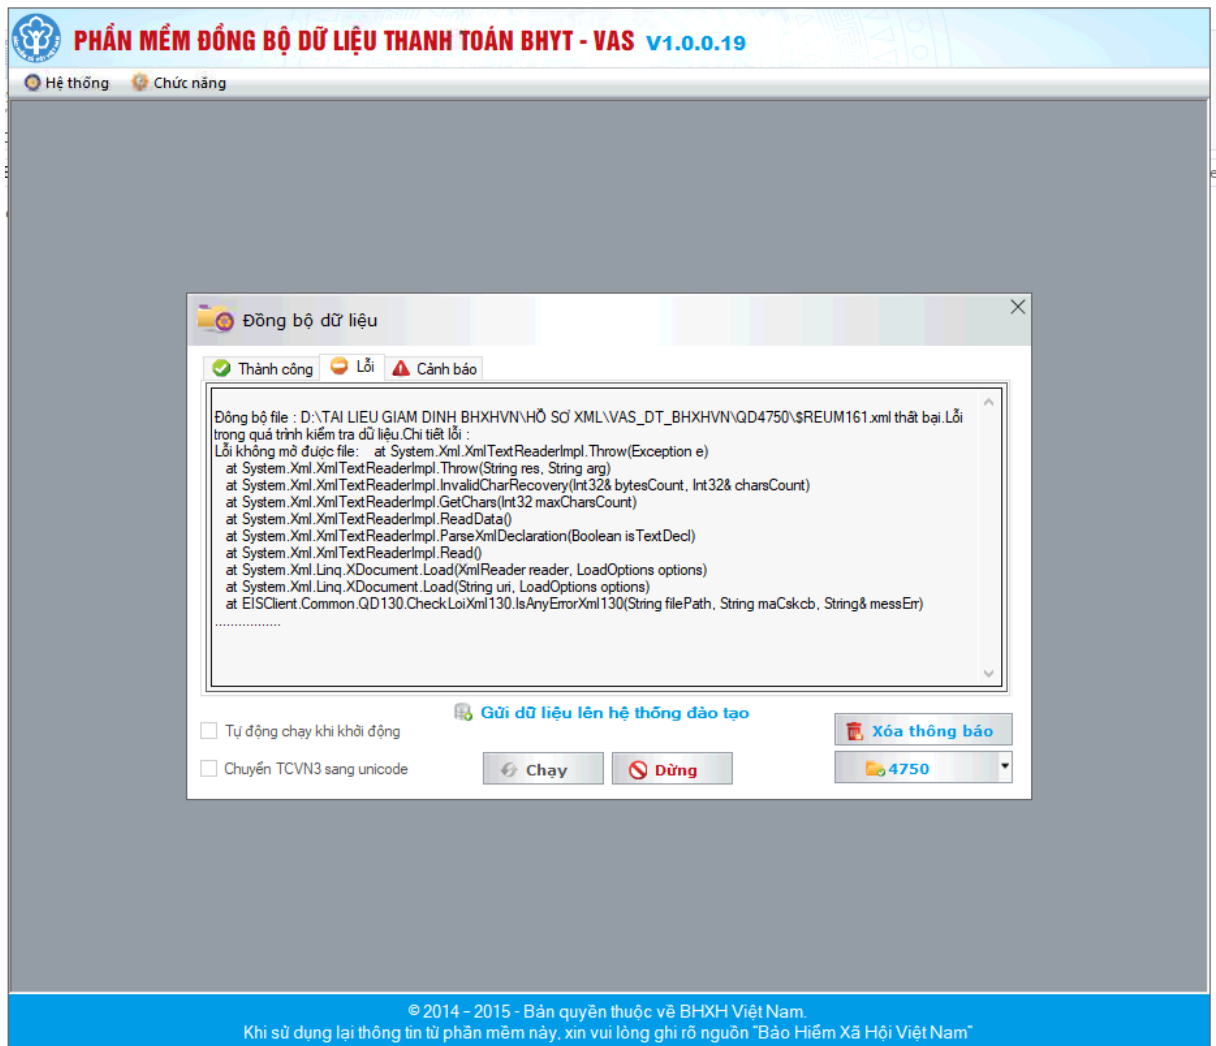 PHẦN MỀM ĐỒNG BỘ DỮ LIỆU THANH TOÁN BHYT - VAS V1.0.0.19
Hệ thống Chức năng
Đồng bộ dữ liệu
Thành công Lỗi Cảnh báo
Đông bộ file : D:\TAI LIEU GIAM DINH BHXHVN\HỒ SƠ XML\VAS_DT_BHXHVN\QD4750\$REUM161.xml thất bại.Lỗi
trong quá trình kiểm tra dữ liệu.Chi tiết lỗi :
Lỗi không mở được file: at System.Xml.XmlTextReaderImpl.Throw(Exception e)
at System.Xml.XmlTextReaderImpl.Throw(String res, String arg)
at System.Xml.XmlTextReaderImpl.InvalidCharRecovery(Int32& bytesCount, Int32& charsCount)
at System.Xml.XmlTextReaderImpl.GetChars(Int32 maxCharsCount)
at System.Xml.XmlTextReaderImpl.ReadData()
at System.Xml.XmlTextReaderImpl.ParseXmlDeclaration(Boolean isTextDecl)
at System.Xml.XmlTextReaderImpl.Read()
at System.Xml.Linq.XDocument.Load(XmlReader reader, LoadOptions options)
at System.Xml.Linq.XDocument.Load(String uri, LoadOptions options)
at EISClient.Common.QD130.CheckLoiXml130.IsAnyErrorXml130(String filePath, String maCskcb, String& messErr)
.................
Gửi dữ liệu lên hệ thống đào tạo
Tự động chạy khi khởi động
Xóa thông báo
Chuyển TCVN3 sang unicode
Chạy Dừng
4750
© 2014 – 2015 - Bản quyền thuộc về BHXH Việt Nam.
Khi sử dụng lại thông tin từ phần mềm này, xin vui lòng ghi rõ nguồn "Bảo Hiểm Xã Hội Việt Nam"